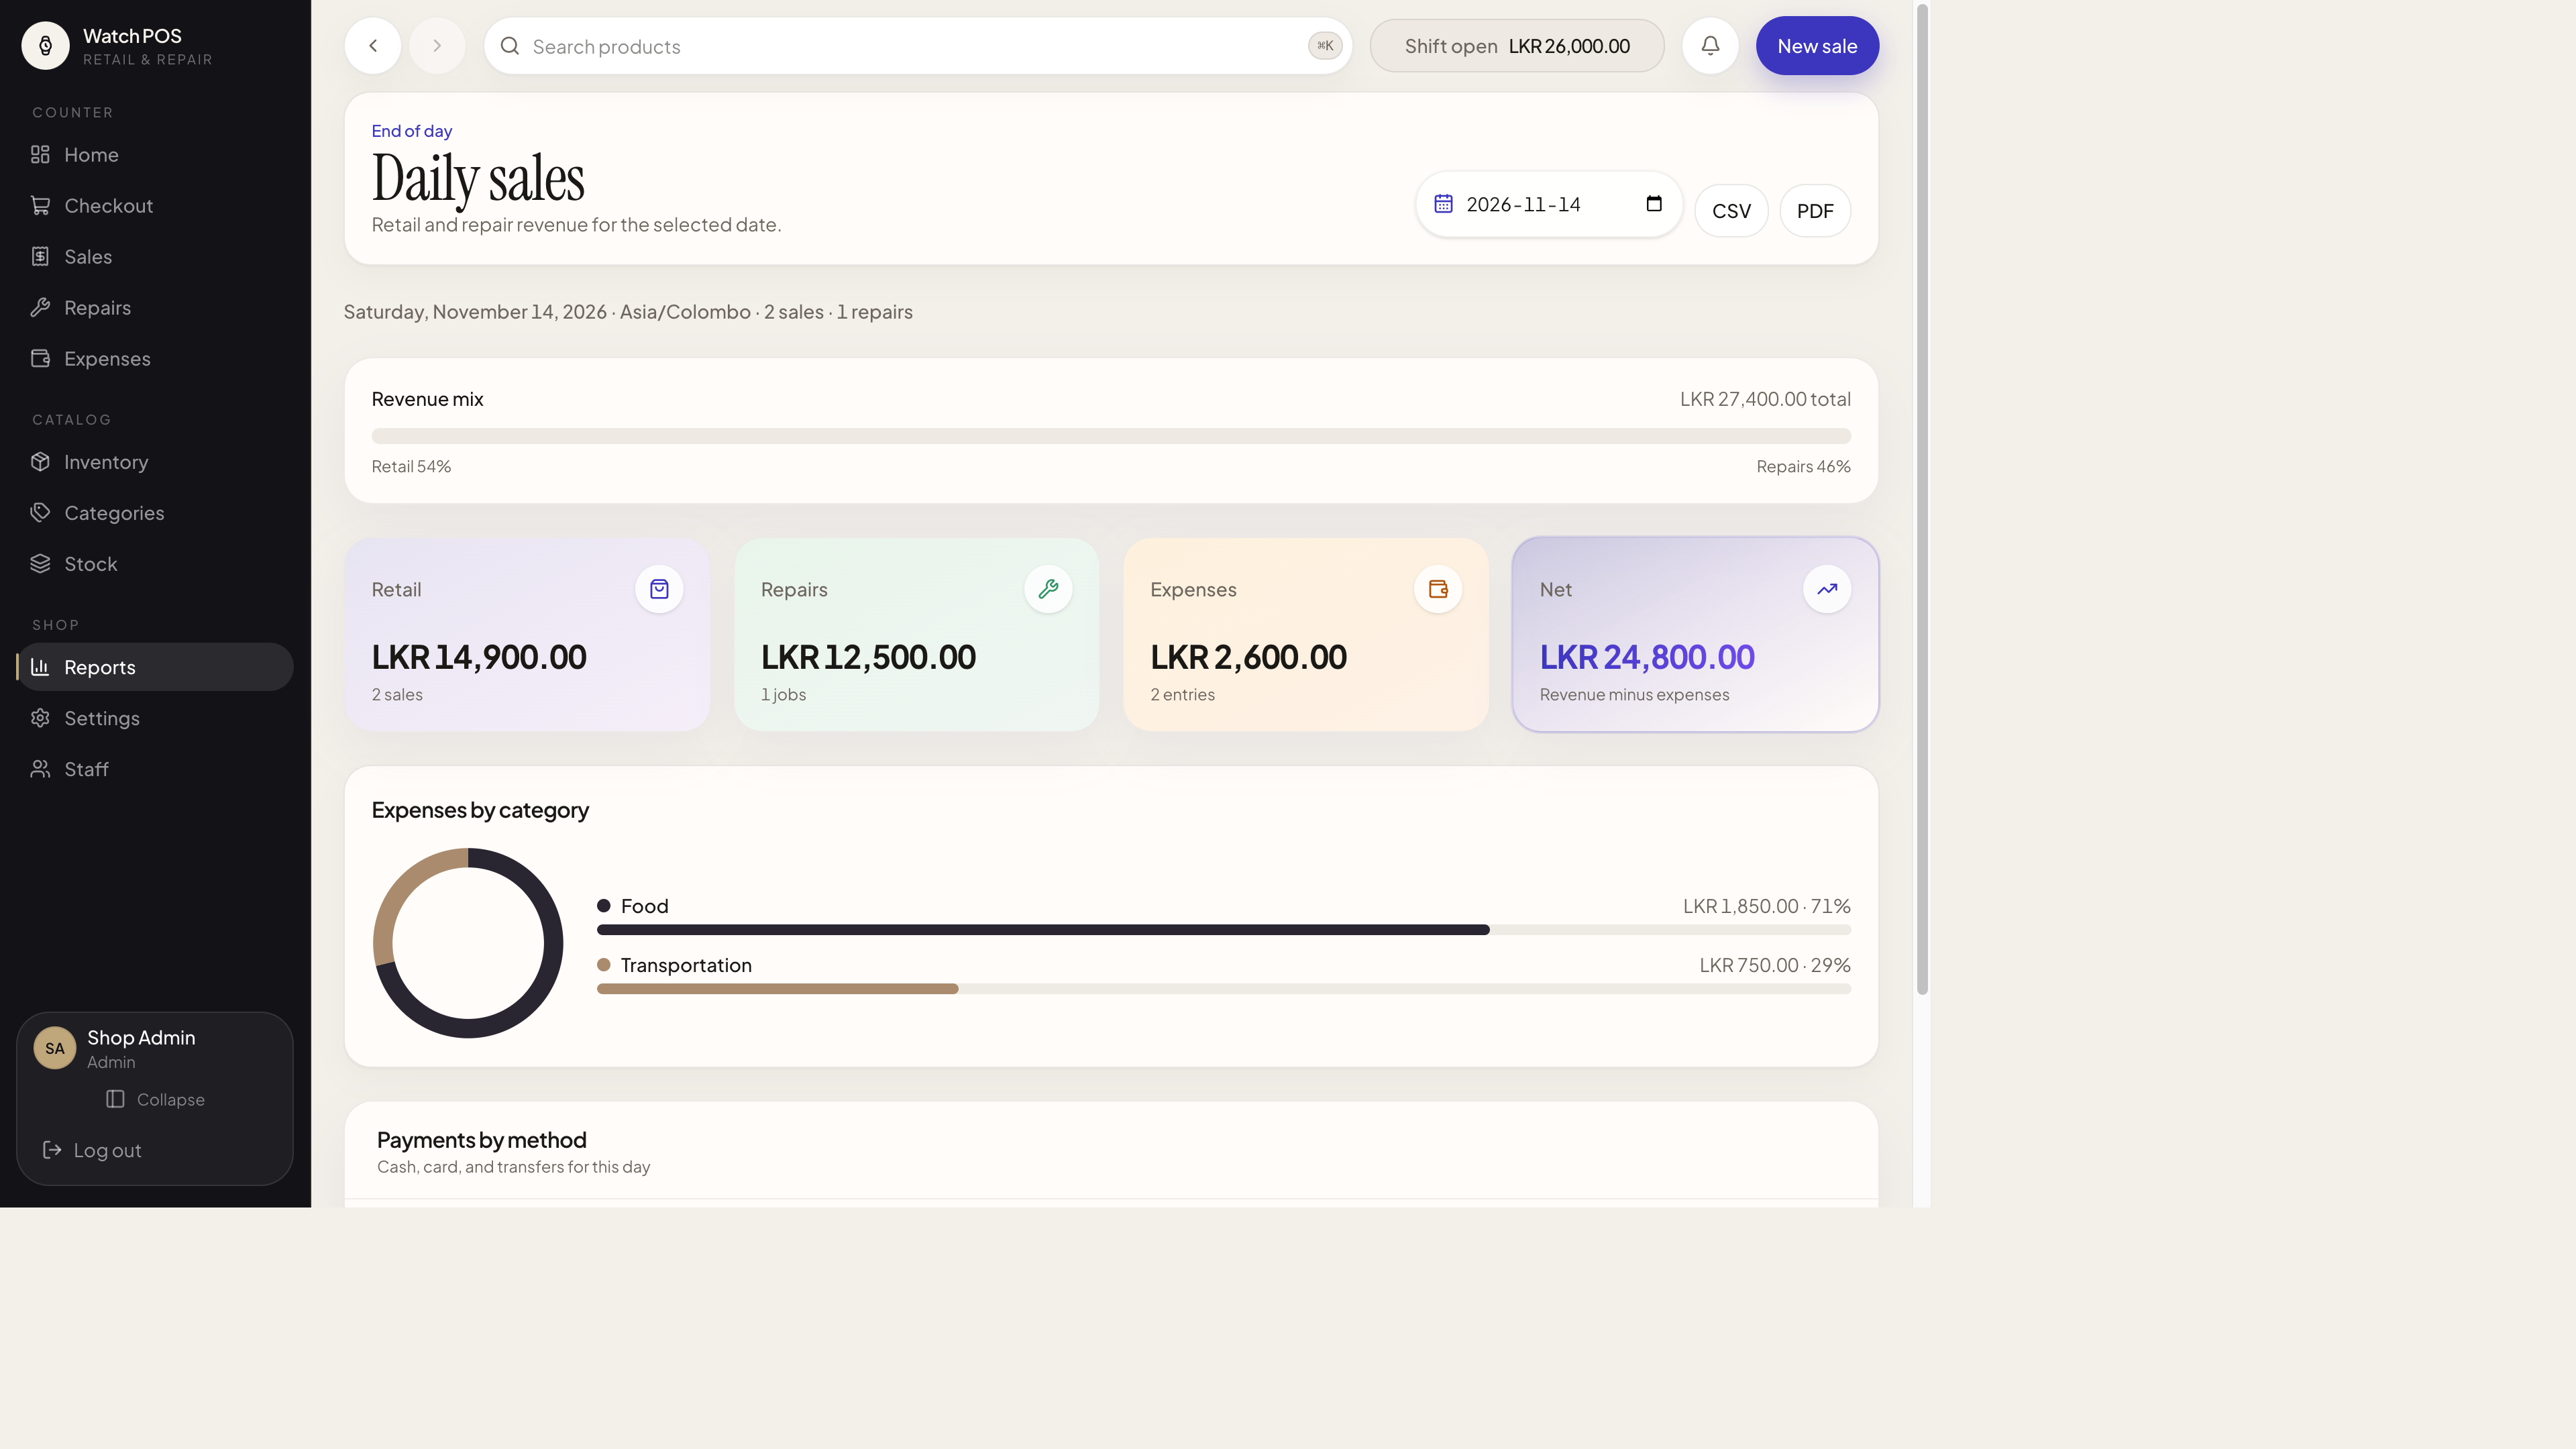 Watch POS
RETAIL & REPAIR
COUNTER
Home
Checkout
Sales
Repairs
Expenses
CATALOG
Inventory
Categories
Stock
SHOP
Reports
Settings
Staff
SA
Shop Admin
Admin
Collapse
Log out
Search products
⌘K
Shift open LKR 26,000.00
New sale
End of day
Daily sales
Retail and repair revenue for the selected date.
2026-11-14
CSV
PDF
Saturday, November 14, 2026 · Asia/Colombo · 2 sales · 1 repairs
Revenue mix
LKR 27,400.00 total
Retail 54%
Repairs 46%
Retail
LKR 14,900.00
2 sales
Repairs
LKR 12,500.00
1 jobs
Expenses
LKR 2,600.00
2 entries
Net
LKR 24,800.00
Revenue minus expenses
Expenses by category
Food
LKR 1,850.00 · 71%
Transportation
LKR 750.00 · 29%
Payments by method
Cash, card, and transfers for this day